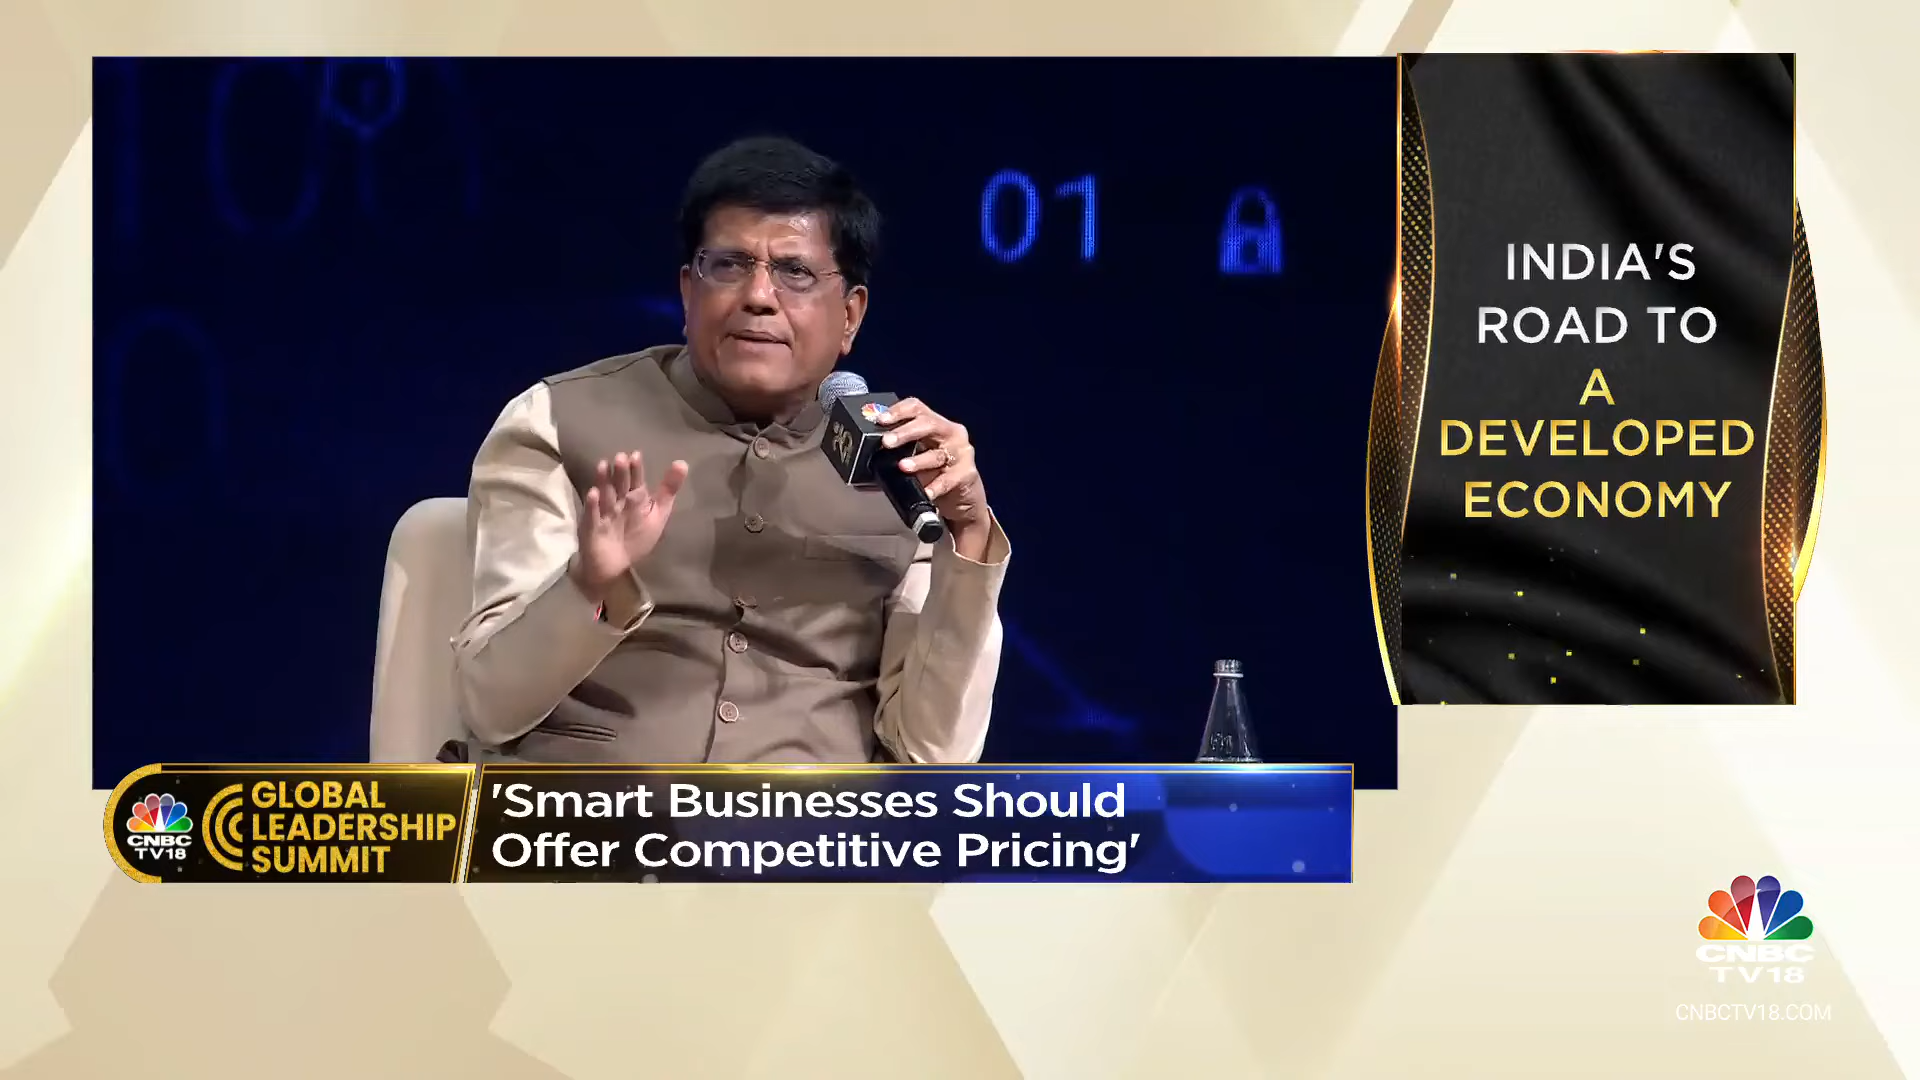 01
INDIA'S
ROAD TO
A
DEVELOPED
ECONOMY
CNBC
TV18
GLOBAL
LEADERSHIP
SUMMIT
'Smart Businesses Should
Offer Competitive Pricing'
CNBC
TV18
CNBCTV18.COM